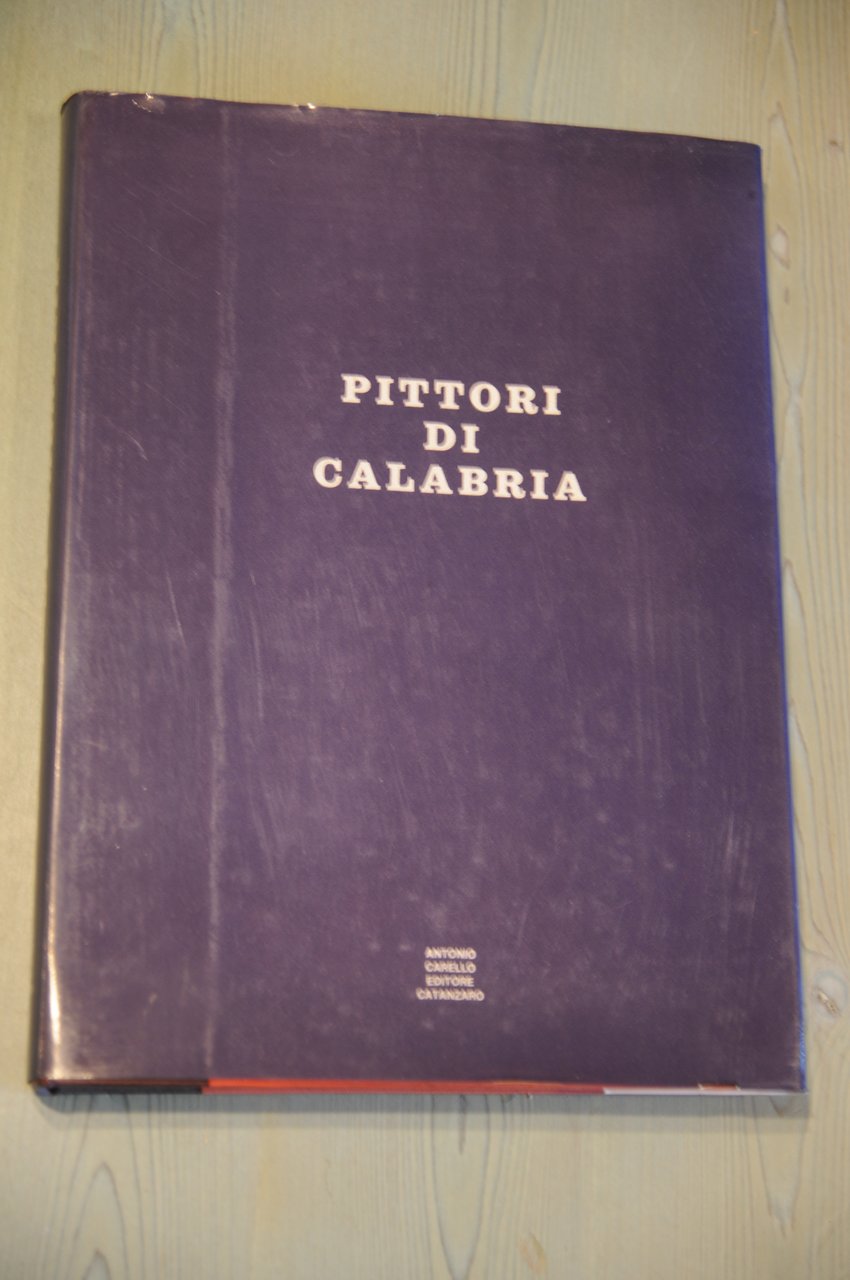 PITTORI
DI
CALABRIA
ANTONIO
CARELLO
EDITORE
CATANZARO